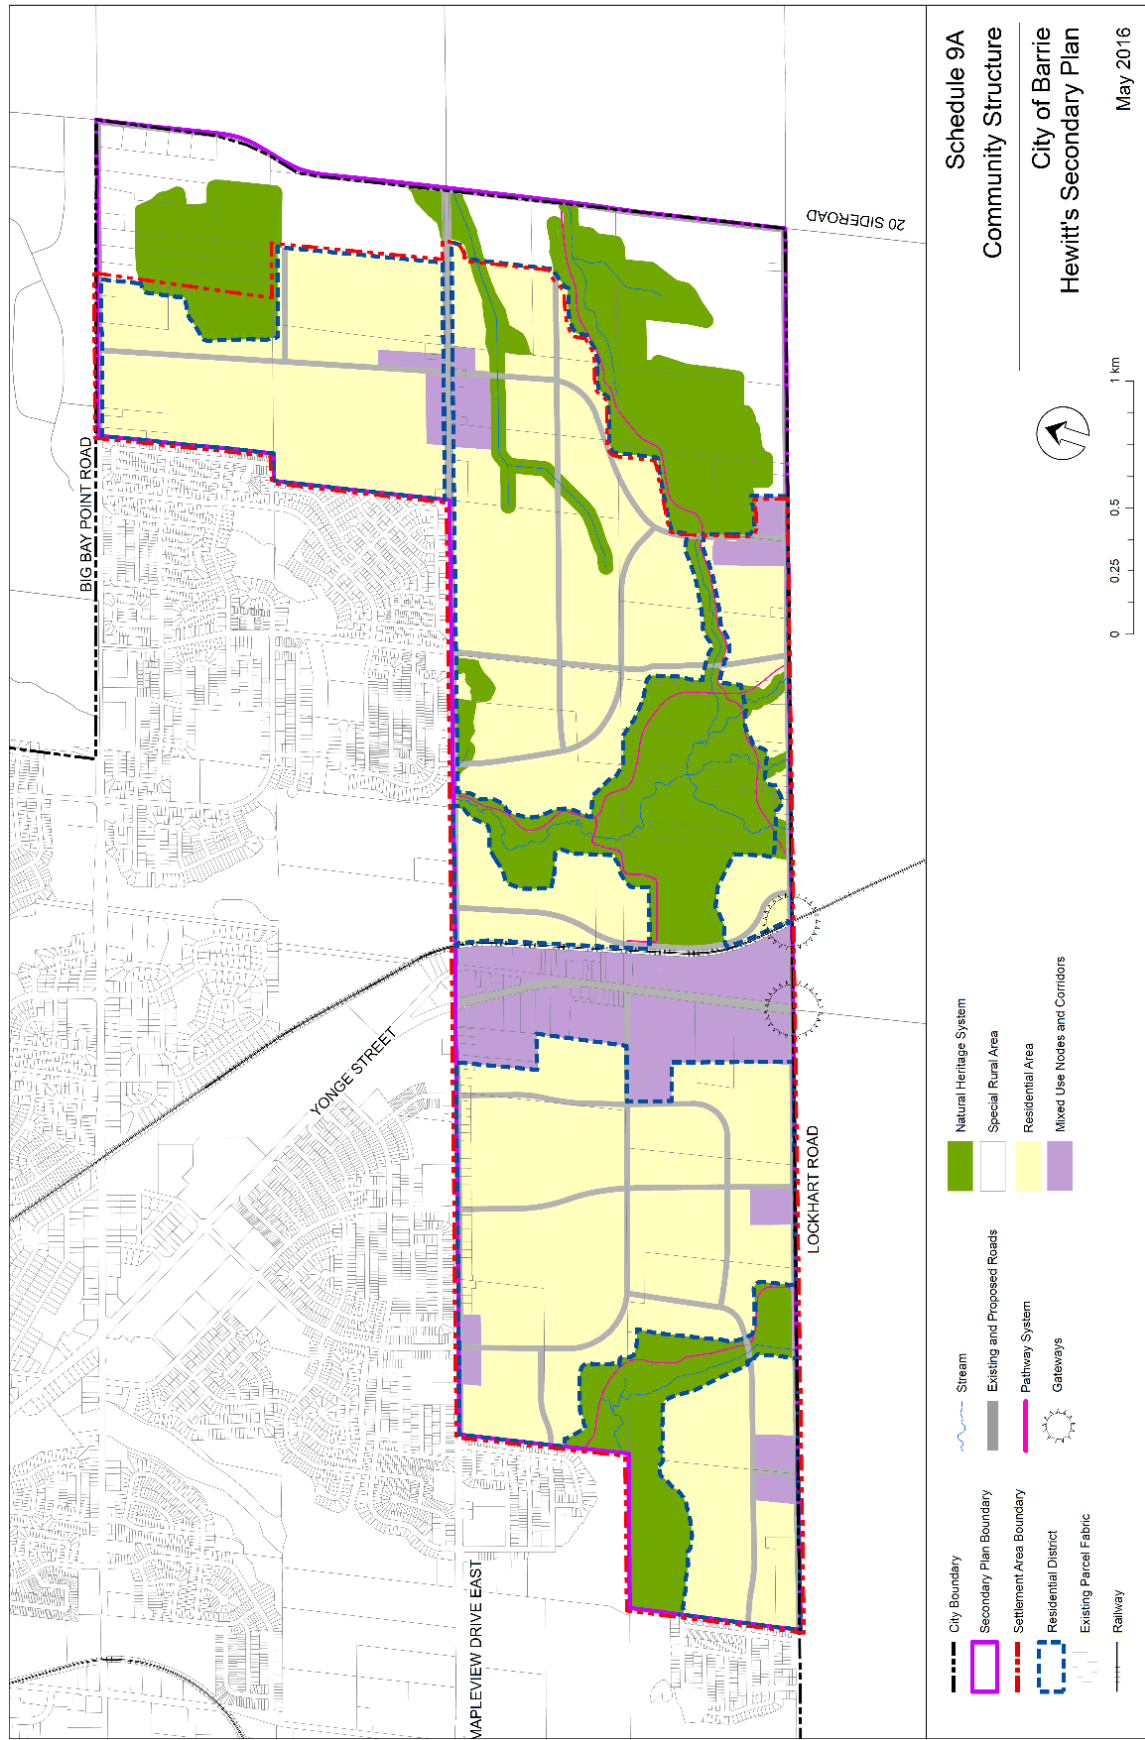 Schedule 9A
Community Structure
City of Barrie
Hewitt's Secondary Plan
May 2016
BIG BAY POINT ROAD
20 SIDEROAD
YONGE STREET
MAPLEVIEW DRIVE EAST
LOCKHART ROAD
0 0.25 0.5 1 km
City Boundary
Secondary Plan Boundary
Settlement Area Boundary
Residential District
Existing Parcel Fabric
Railway
Stream
Existing and Proposed Roads
Pathway System
Gateways
Natural Heritage System
Special Rural Area
Residential Area
Mixed Use Nodes and Corridors